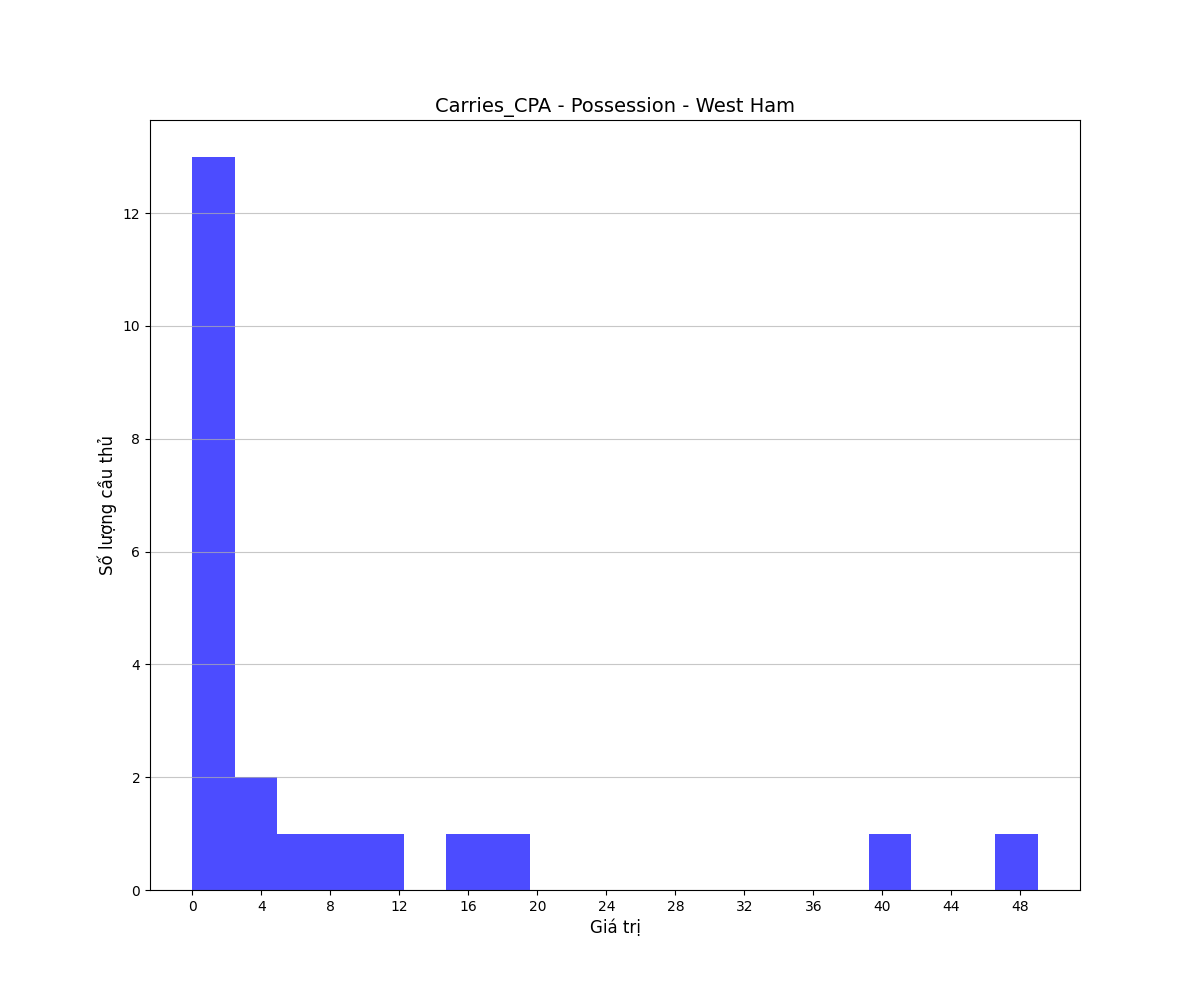 Carries_CPA - Possession - West Ham
Số lượng cầu thủ
12
10
8
6
4
2
0
0 4 8 12 16 20 24 28 32 36 40 44 48
Giá trị